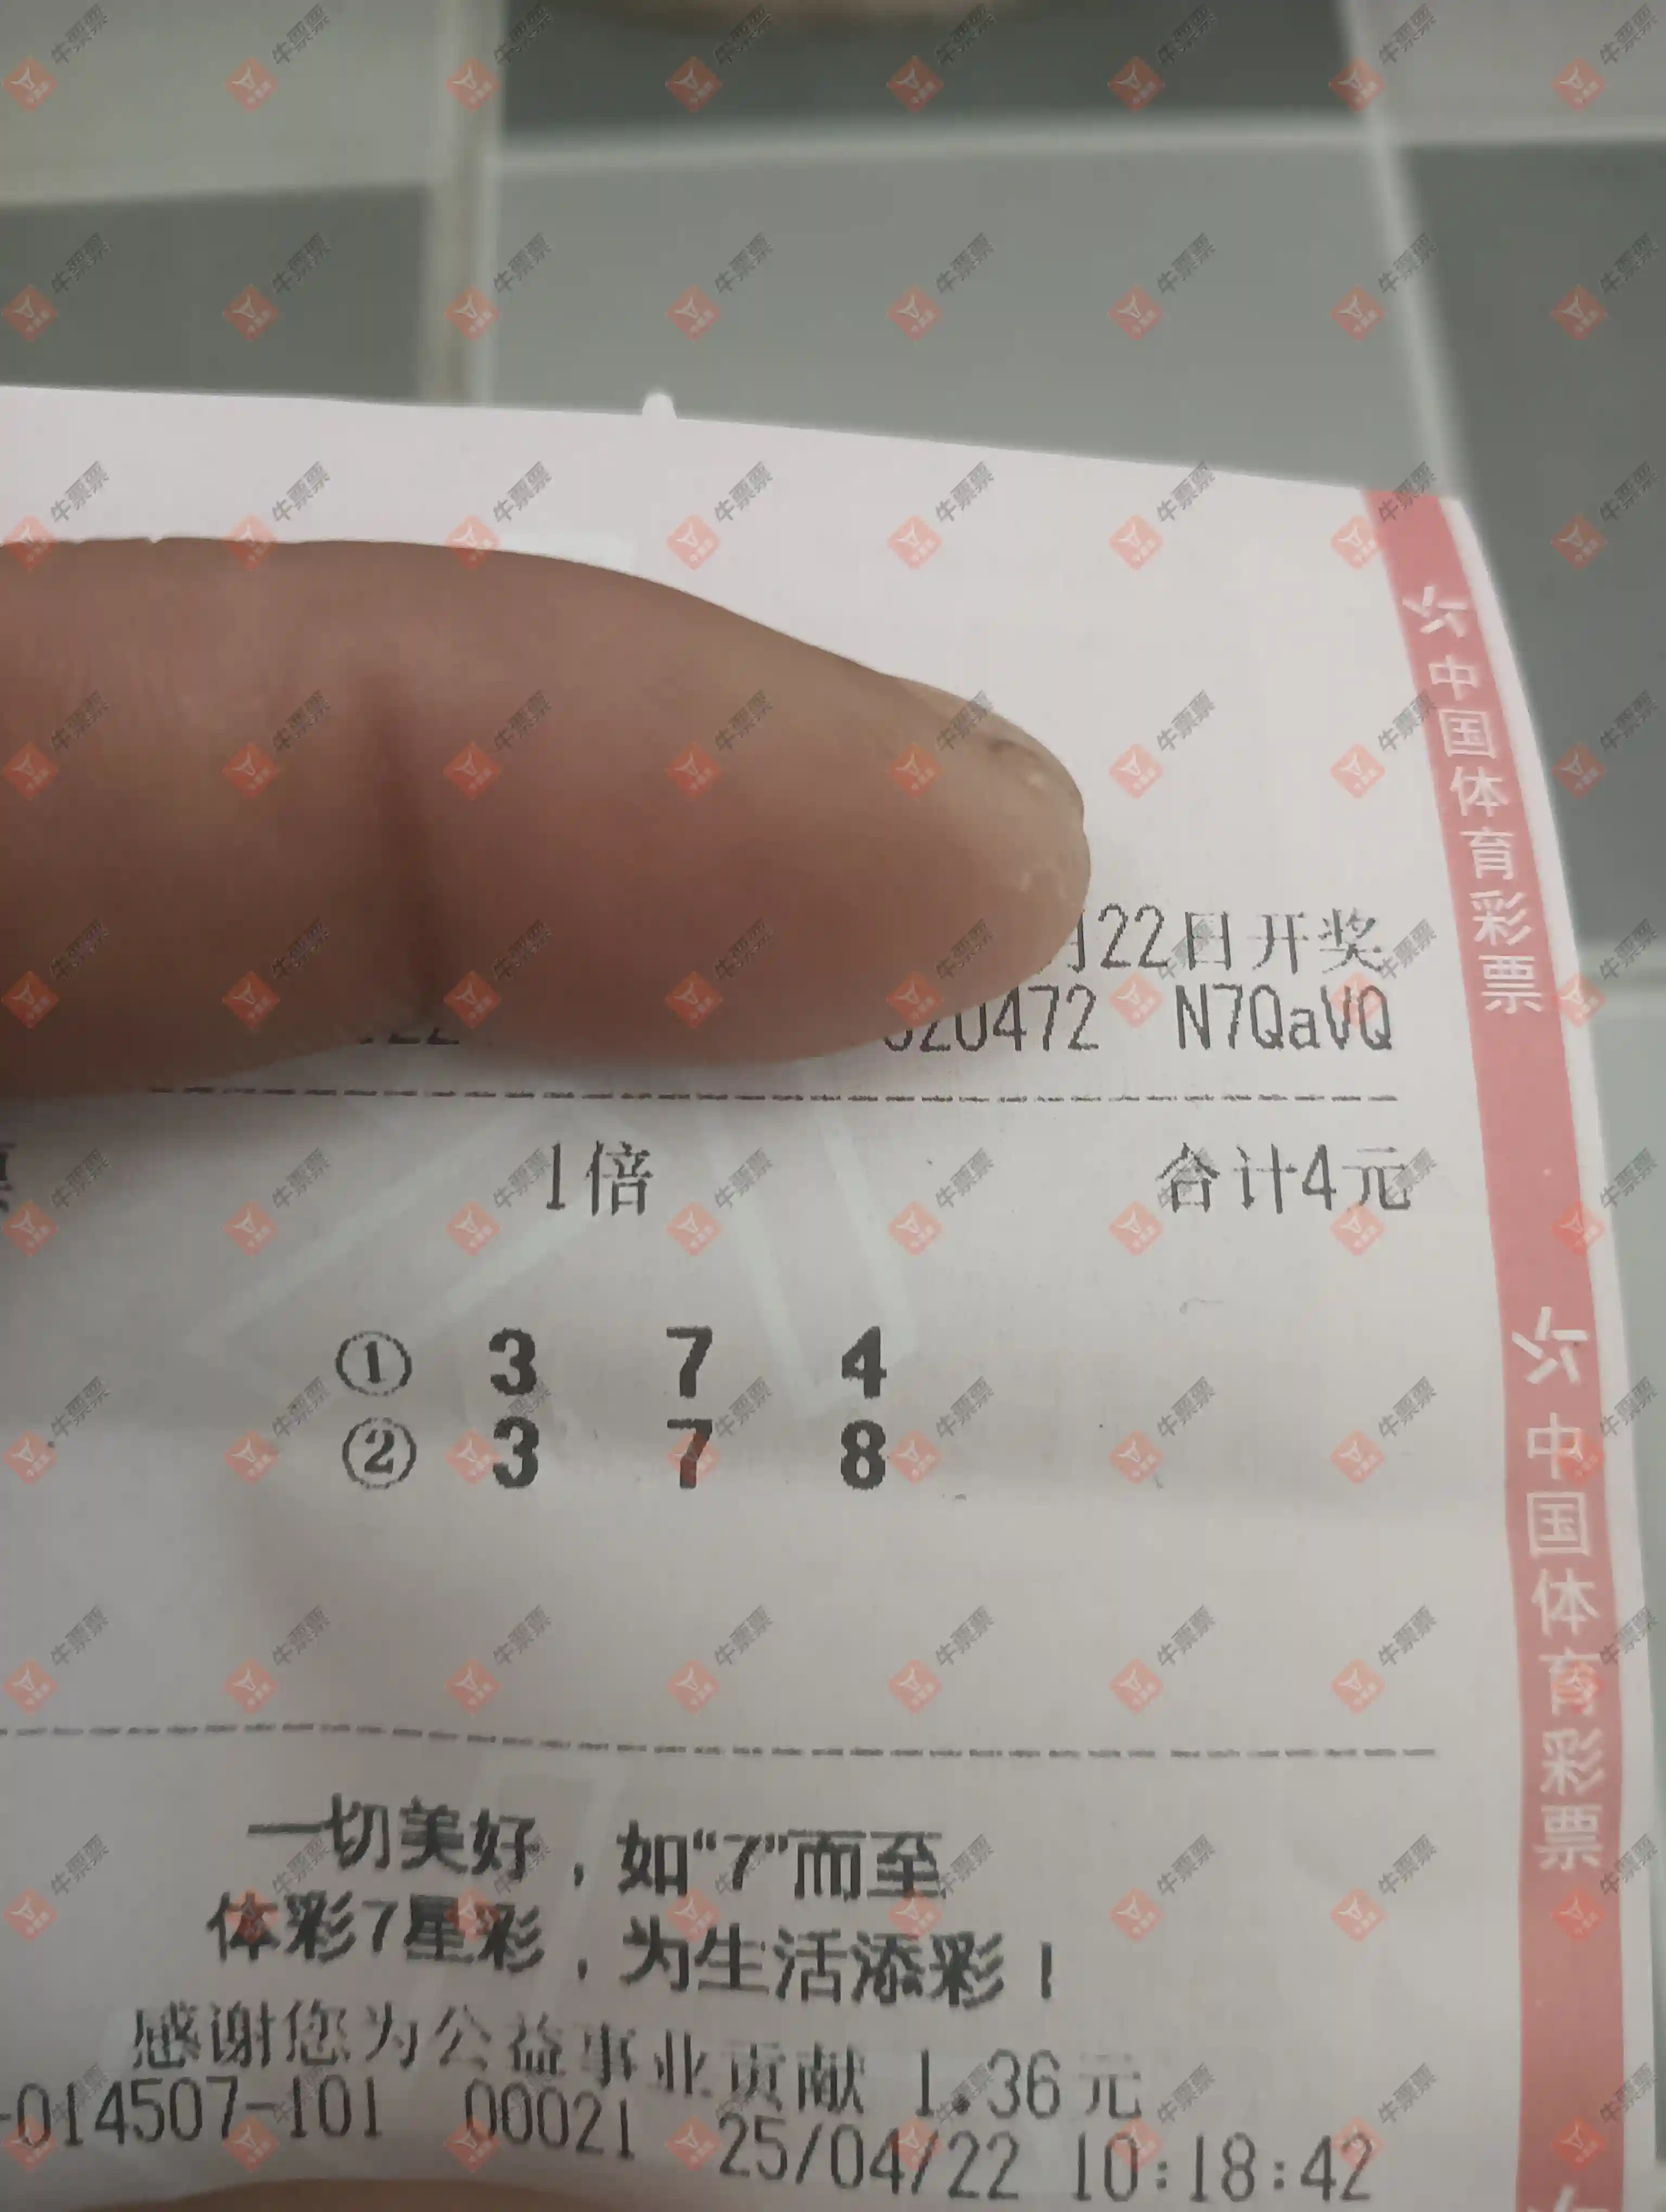 22日开奖
20472 N7QaVQ
1倍 合计4元
① 3 7 4
② 3 7 8
一切美好，如“7”而至
体彩7星彩，为生活添彩！
感谢您为公益事业贡献 1.36元
-014507-101 00021 25/04/22 10:18:42
中国体育彩票
中国体育彩票
牛票票